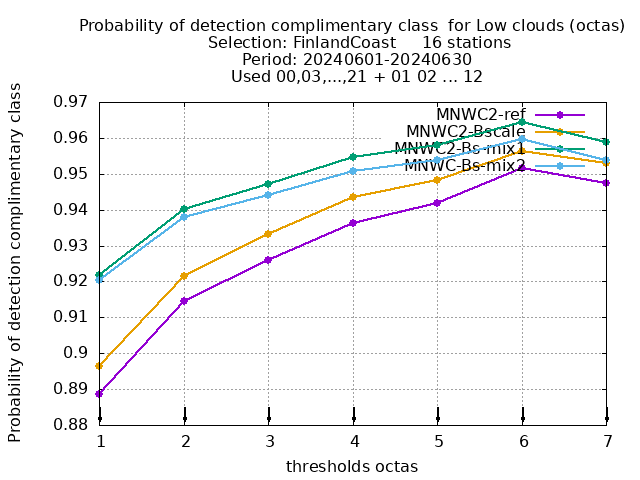 Probability of detection complimentary class  for Low clouds (octas)
Selection: FinlandCoast     16 stations
Period: 20240601-20240630
Used 00,03,...,21 + 01 02 ... 12
Probability of detection complimentary class
0.97
0.96
0.95
0.94
0.93
0.92
0.91
0.9
0.89
0.88
MNWC2-ref
MNWC2-Bscale
MNWC2-Bs-mix1
MNWC-Bs-mix2
1 2 3 4 5 6 7
thresholds octas